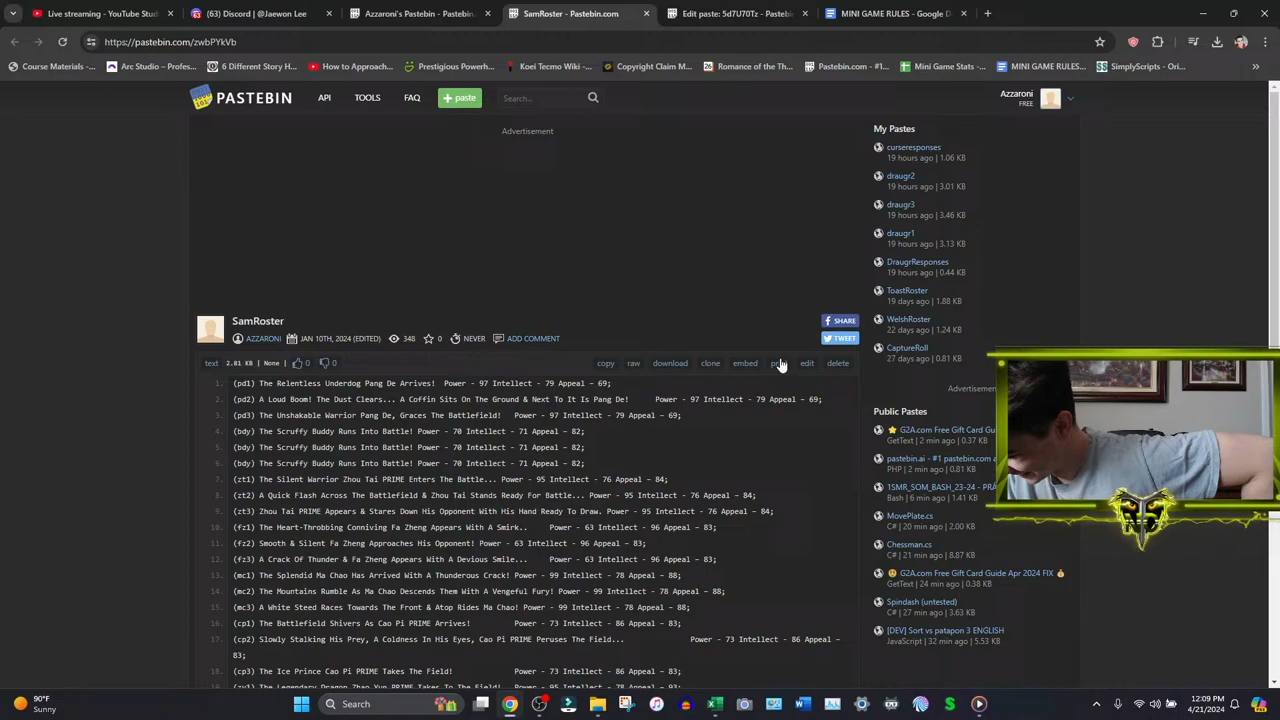 Live streaming - YouTube Stud
(63) Discord | @Jaewon Lee
Azzaroni's Pastebin - Pastebin.
SamRoster - Pastebin.com
Edit paste: 5d7U70Tz - Pastebin
MINI GAME RULES - Google D
https://pastebin.com/zwbPYkVb
Course Materials -...
Arc Studio – Profes...
6 Different Story H...
How to Approach...
Prestigious Powerh...
Koei Tecmo Wiki -...
Copyright Claim M...
Romance of the Th...
Pastebin.com - #1...
Mini Game Stats -...
MINI GAME RULES...
SimplyScripts - Ori...
PASTEBIN API TOOLS FAQ + paste Search...
Azzaroni
FREE
Advertisement
My Pastes
curseresponses
19 hours ago | 1.06 KB
draugr2
19 hours ago | 3.01 KB
draugr3
19 hours ago | 3.46 KB
draugr1
19 hours ago | 3.13 KB
DraugrResponses
19 hours ago | 0.44 KB
ToastRoster
19 days ago | 1.88 KB
WelshRoster
22 days ago | 1.24 KB
CaptureRoll
27 days ago | 0.81 KB
SamRoster
SHARE
AZZARONI JAN 10TH, 2024 (EDITED) 348 0 NEVER ADD COMMENT
TWEET
text 7.81 KB | None | 0 0 copy raw download clone embed edit delete
1. (pd1) The Relentless Underdog Pang De Arrives! Power - 97 Intellect - 79 Appeal - 69;
2. (pd2) A Loud Boom! The Dust Clears... A Coffin Sits On The Ground & Next To It Is Pang De! Power - 97 Intellect - 79 Appeal - 69;
3. (pd3) The Unshakable Warrior Pang De, Graces The Battlefield! Power - 97 Intellect - 79 Appeal - 69;
4. (bdy) The Scruffy Buddy Runs Into Battle! Power - 70 Intellect - 71 Appeal - 82;
5. (bdy) The Scruffy Buddy Runs Into Battle! Power - 70 Intellect - 71 Appeal - 82;
6. (bdy) The Scruffy Buddy Runs Into Battle! Power - 70 Intellect - 71 Appeal - 82;
7. (zt1) The Silent Warrior Zhou Tai PRIME Enters The Battle... Power - 95 Intellect - 76 Appeal - 84;
8. (zt2) A Quick Flash Across The Battlefield & Zhou Tai Stands Ready For Battle... Power - 95 Intellect - 76 Appeal - 84;
9. (zt3) Zhou Tai PRIME Appears & Stares Down His Opponent With His Hand Ready To Draw. Power - 95 Intellect - 76 Appeal - 84;
10. (fz1) The Heart-Throbbing Conniving Fa Zheng Appears With A Smirk.. Power - 63 Intellect - 96 Appeal - 83;
11. (fz2) Smooth & Silent Fa Zheng Approaches His Opponent! Power - 63 Intellect - 96 Appeal - 83;
12. (fz3) A Crack Of Thunder & Fa Zheng Appears With A Devious Smile... Power - 63 Intellect - 96 Appeal - 83;
13. (mc1) The Splendid Ma Chao Has Arrived With A Thunderous Crack! Power - 99 Intellect - 78 Appeal - 88;
14. (mc2) The Mountains Rumble As Ma Chao Descends Them With A Vengeful Fury! Power - 99 Intellect - 78 Appeal - 88;
15. (mc3) A White Steed Races Towards The Front & Atop Rides Ma Chao! Power - 99 Intellect - 78 Appeal - 88;
16. (cp1) The Battlefield Shivers As Cao Pi PRIME Arrives! Power - 73 Intellect - 86 Appeal - 83;
17. (cp2) Slowly Stalking His Prey, A Coldness In His Eyes, Cao Pi PRIME Peruses The Field... Power - 73 Intellect - 86 Appeal -
83;
18. (cp3) The Ice Prince Cao Pi PRIME Takes The Field! Power - 73 Intellect - 86 Appeal - 83;
Advertisement
Public Pastes
G2A.com Free Gift Card Gu
GetText | 2 min ago | 0.37 KB
pastebin.ai - #1 pastebin.com a
PHP | 2 min ago | 0.81 KB
1SMR_SOM_BASH_23-24 - PRA
Bash | 6 min ago | 1.41 KB
MovePlate.cs
C# | 20 min ago | 2.00 KB
Chessman.cs
C# | 21 min ago | 8.87 KB
G2A.com Free Gift Card Guide Apr 2024 FIX
GetText | 24 min ago | 0.38 KB
Spindash (untested)
C# | 27 min ago | 3.63 KB
[DEV] Sort vs patapon 3 ENGLISH
JavaScript | 32 min ago | 5.53 KB
90°F
Sunny
Search
12:09 PM
4/21/2024